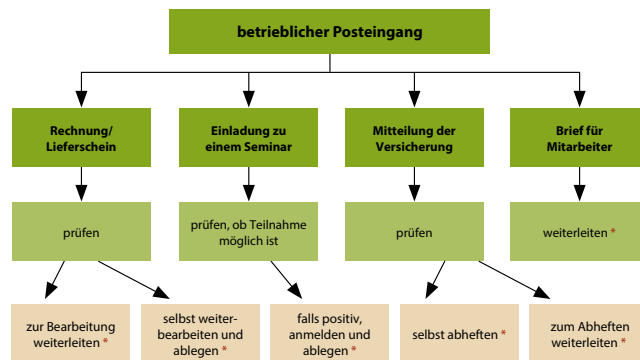 betrieblicher Posteingang
Rechnung/
Lieferschein
Einladung zu
einem Seminar
Mitteilung der
Versicherung
Brief für
Mitarbeiter
prüfen
prüfen, ob Teilnahme
möglich ist
prüfen
weiterleiten *
zur Bearbeitung
weiterleiten *
selbst weiter-
bearbeiten und
ablegen *
falls positiv,
anmelden und
ablegen *
selbst abheften *
zum Abheften
weiterleiten *